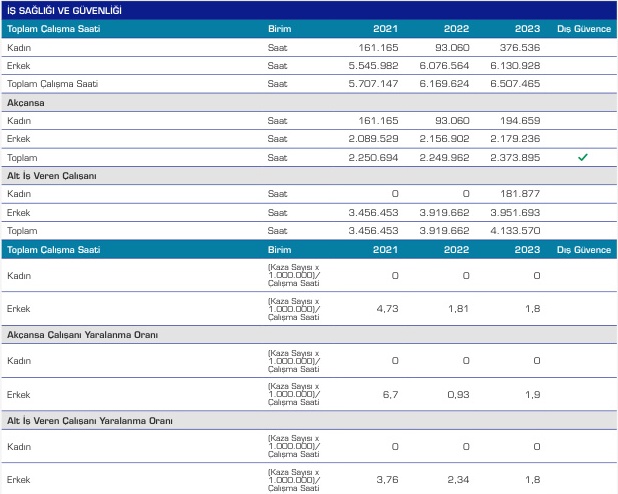 İŞ SAĞLIĞI VE GÜVENLİĞİ
Toplam Çalışma Saati Birim 2021 2022 2023 Dış Güvence
Kadın Saat 161.165 93.060 376.536
Erkek Saat 5.545.982 6.076.564 6.130.928
Toplam Çalışma Saati Saat 5.707.147 6.169.624 6.507.465
Akçansa
Kadın Saat 161.165 93.060 194.659
Erkek Saat 2.089.529 2.156.902 2.179.236
Toplam Saat 2.250.694 2.249.962 2.373.895 ✓
Alt İş Veren Çalışanı
Kadın Saat 0 0 181.877
Erkek Saat 3.456.453 3.919.662 3.951.693
Toplam Saat 3.456.453 3.919.662 4.133.570
Toplam Çalışma Saati Birim 2021 2022 2023 Dış Güvence
(Kaza Sayısı x
Kadın 1.000.000)/ 0 0 0
Çalışma Saati
(Kaza Sayısı x
Erkek 1.000.000)/ 4,73 1,81 1,8
Çalışma Saati
Akçansa Çalışanı Yaralanma Oranı
(Kaza Sayısı x
Kadın 1.000.000)/ 0 0 0
Çalışma Saati
(Kaza Sayısı x
Erkek 1.000.000)/ 6,7 0,93 1,9
Çalışma Saati
Alt İş Veren Çalışanı Yaralanma Oranı
(Kaza Sayısı x
Kadın 1.000.000)/ 0 0 0
Çalışma Saati
(Kaza Sayısı x
Erkek 1.000.000)/ 3,76 2,34 1,8
Çalışma Saati